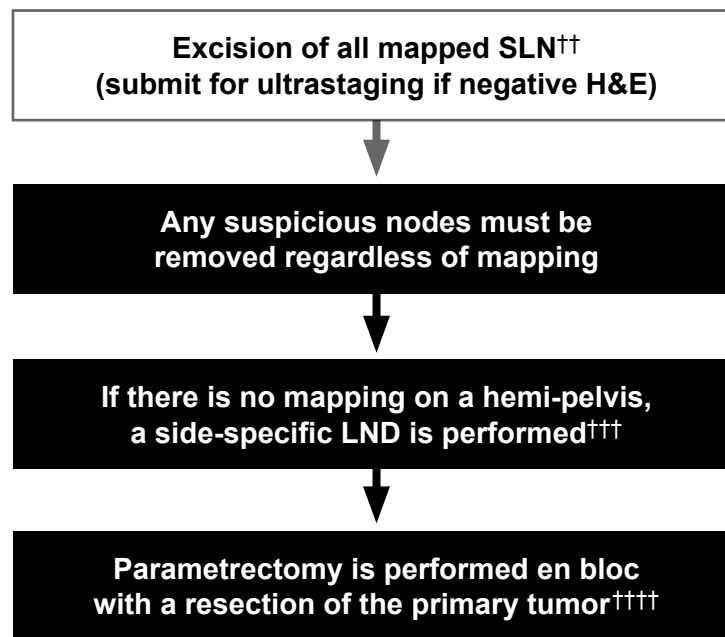 Excision of all mapped SLN††
(submit for ultrastaging if negative H&E)
Any suspicious nodes must be
removed regardless of mapping
If there is no mapping on a hemi-pelvis,
a side-specific LND is performed†††
Parametrectomy is performed en bloc
with a resection of the primary tumor††††